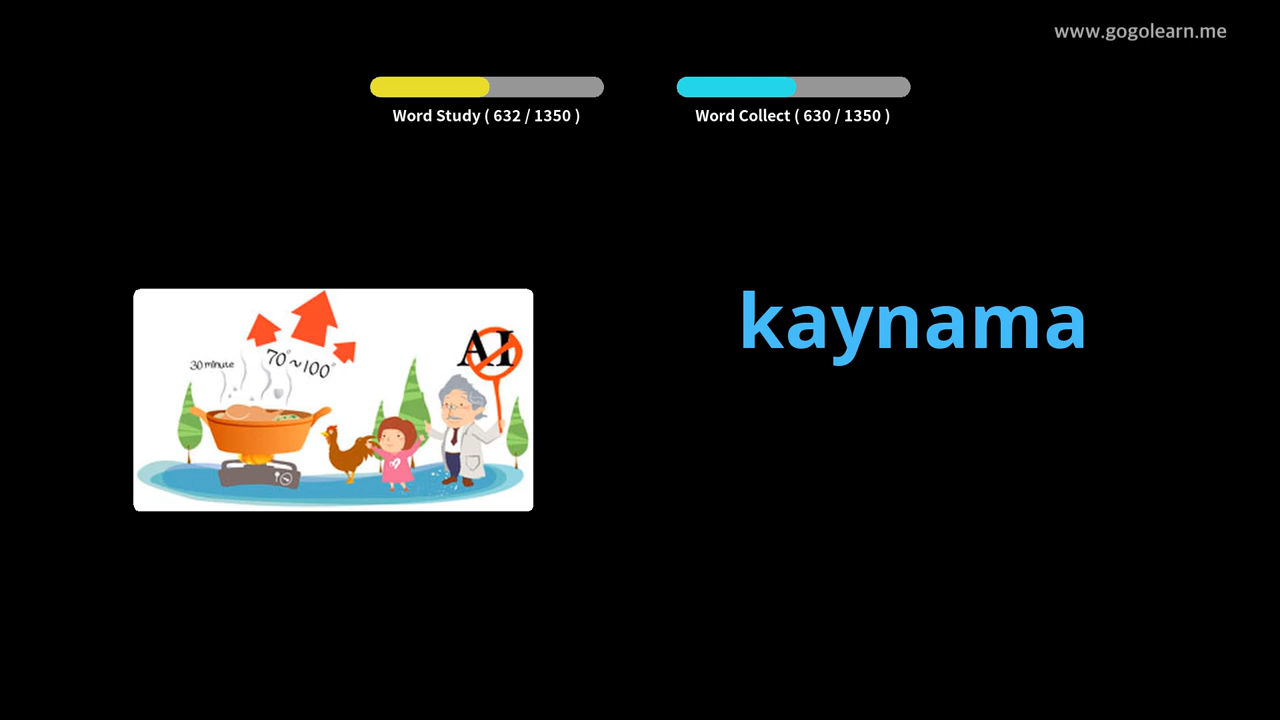 www.gogolearn.me
Word Study ( 632 / 1350 )
Word Collect ( 630 / 1350 )
kaynama
30 minute
70°~100°
AI